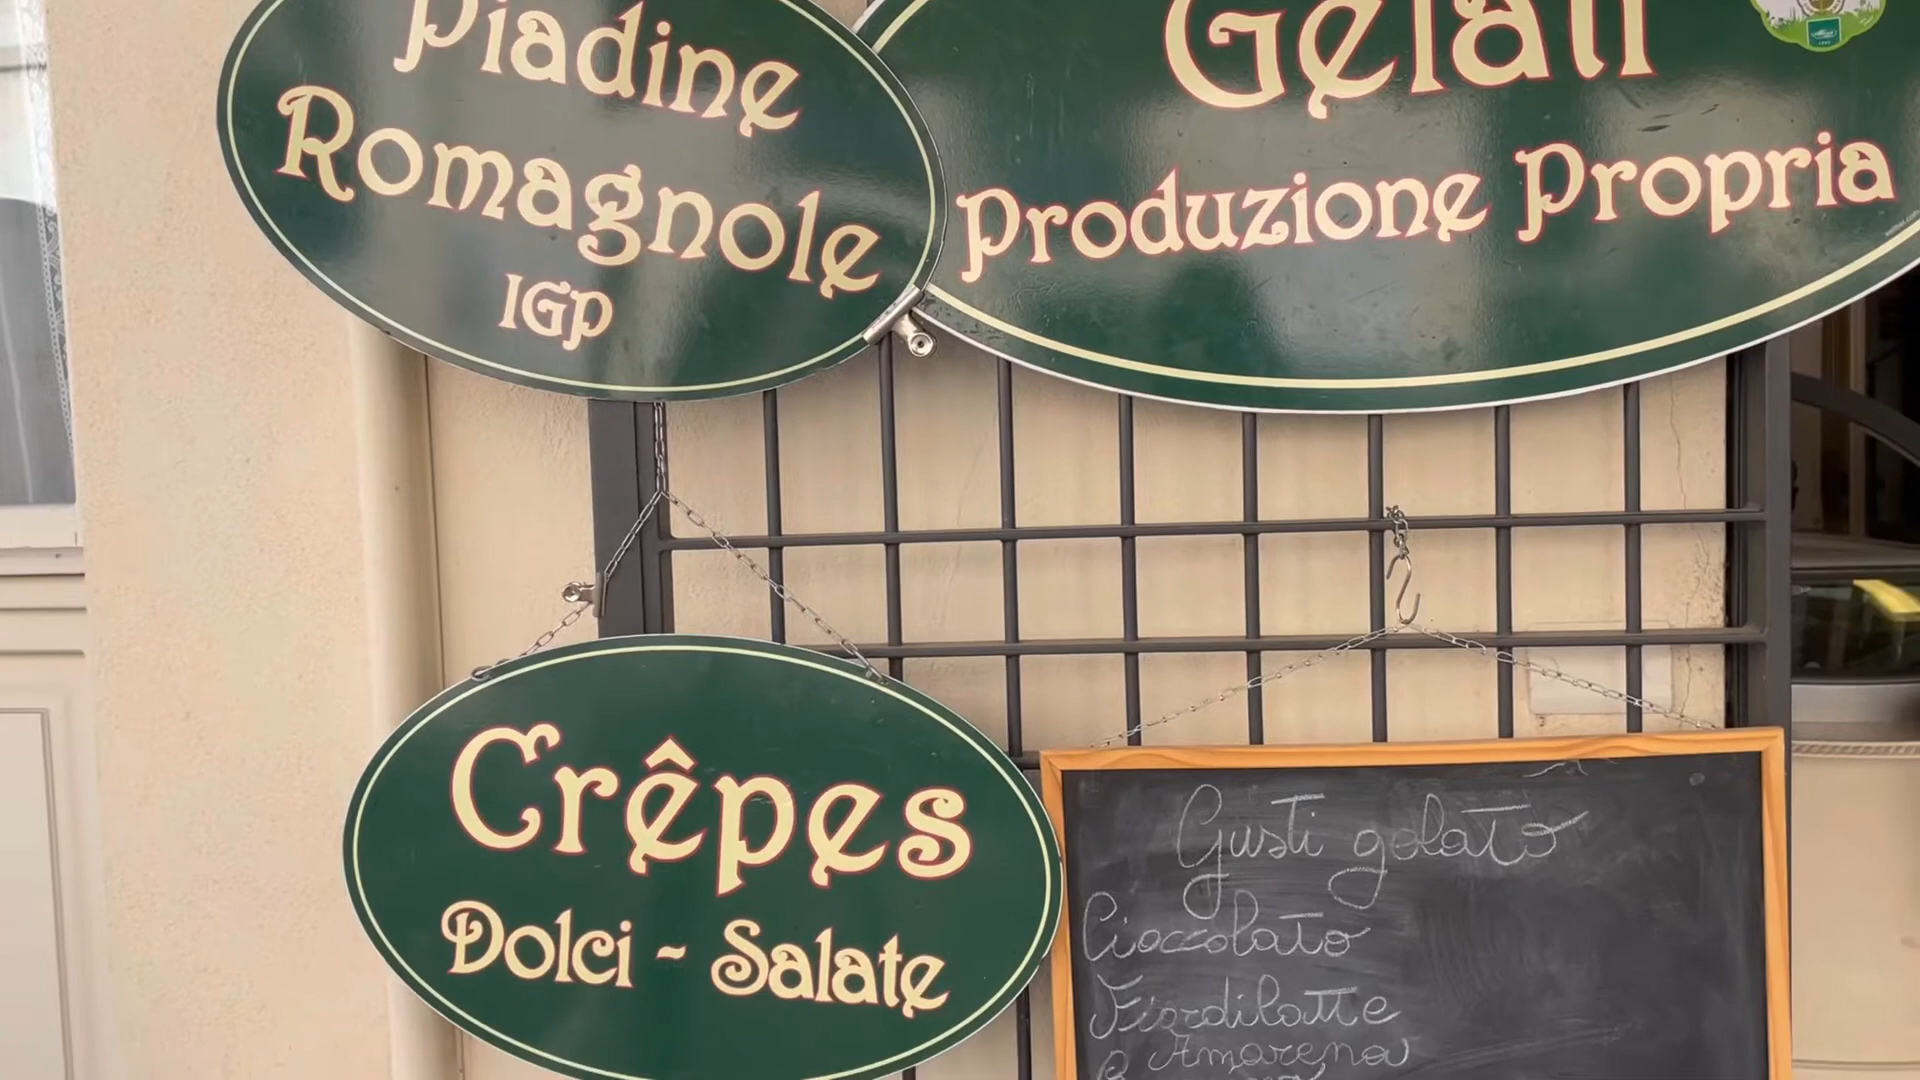 Piadine
Romagnole
IGP
Gelati
Produzione Propria
Crêpes
Dolci - Salate
Gusti gelato
Cioccolato
Fiordilatte
Amarena